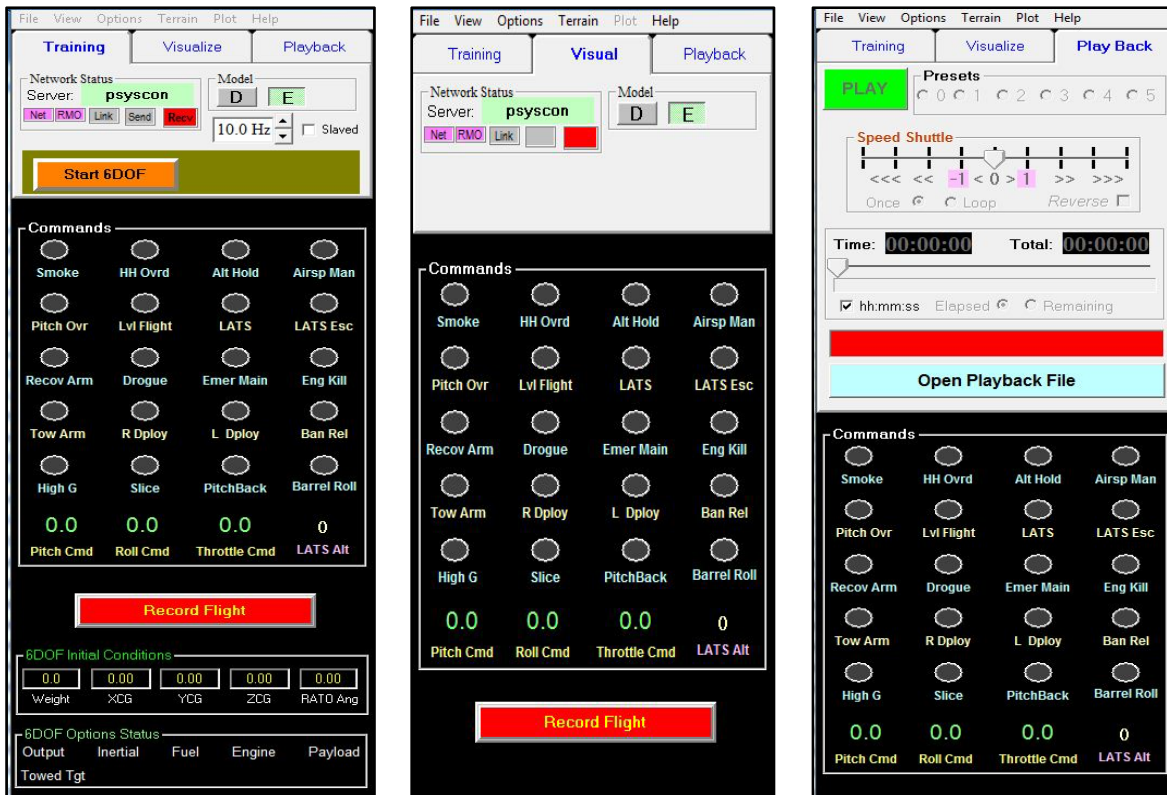 File View Options Terrain Plot Help
Training Visualize Playback
Network Status Model
Server: psyscon D E
Net RMO Link Send Recv 10.0 Hz Slaved
Start 6DOF
Commands
Smoke HH Ovrd Alt Hold Airsp Man
Pitch Ovr Lvl Flight LATS LATS Esc
Recov Arm Drogue Emer Main Eng Kill
Tow Arm R Dploy L Dploy Ban Rel
High G Slice PitchBack Barrel Roll
0.0 0.0 0.0 0
Pitch Cmd Roll Cmd Throttle Cmd LATS Alt
Record Flight
6DOF Initial Conditions
0.0 0.00 0.00 0.00 0.00
Weight XCG YCG ZCG RATO Ang
6DOF Options Status
Output Inertial Fuel Engine Payload
Towed Tgt
File View Options Terrain Plot Help
Training Visual Playback
Network Status Model
Server: psyscon D E
Net RMO Link
Commands
Smoke HH Ovrd Alt Hold Airsp Man
Pitch Ovr Lvl Flight LATS LATS Esc
Recov Arm Drogue Emer Main Eng Kill
Tow Arm R Dploy L Dploy Ban Rel
High G Slice PitchBack Barrel Roll
0.0 0.0 0.0 0
Pitch Cmd Roll Cmd Throttle Cmd LATS Alt
Record Flight
File View Options Terrain Plot Help
Training Visualize Play Back
PLAY Presets
0 1 2 3 4 5
Speed Shuttle
<<< << -1 < 0 > 1 >> >>>
Once Loop Reverse
Time: 00:00:00 Total: 00:00:00
hh:mm:ss Elapsed Remaining
Open Playback File
Commands
Smoke HH Ovrd Alt Hold Airsp Man
Pitch Ovr Lvl Flight LATS LATS Esc
Recov Arm Drogue Emer Main Eng Kill
Tow Arm R Dploy L Dploy Ban Rel
High G Slice PitchBack Barrel Roll
0.0 0.0 0.0 0
Pitch Cmd Roll Cmd Throttle Cmd LATS Alt